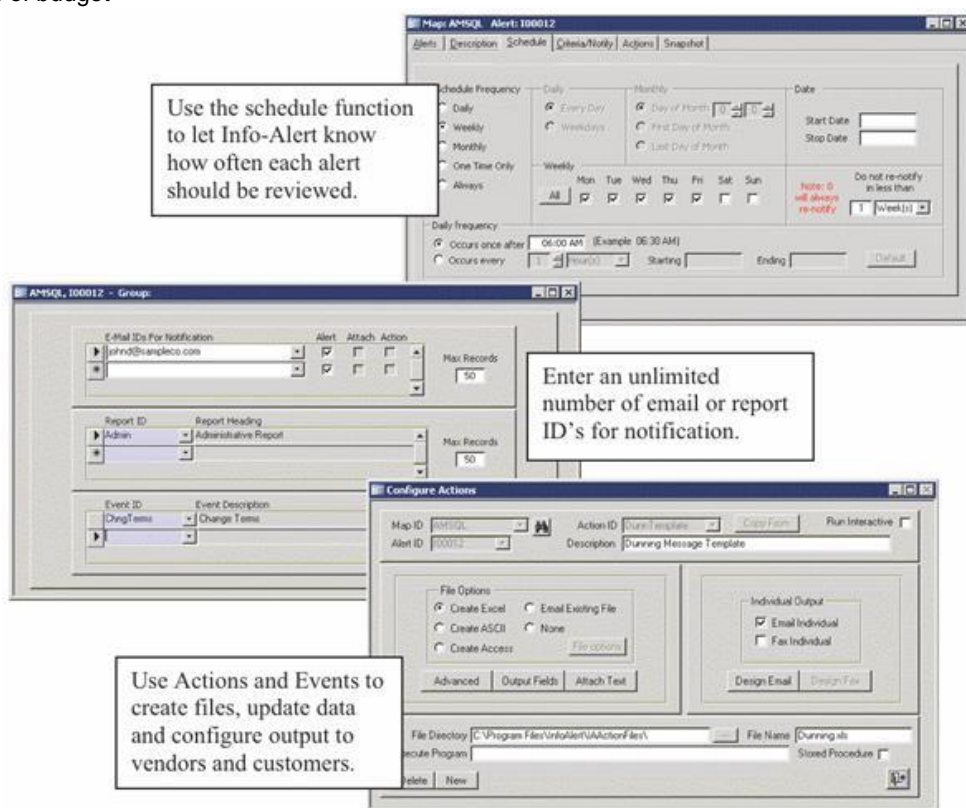 of budget
Map: AMSQL Alert: I00012
Alerts Description Schedule Criteria/Notify Actions Snapshot
Use the schedule function
to let Info-Alert know
how often each alert
should be reviewed.
Schedule Frequency
Daily
Weekly
Monthly
One Time Only
Always
Daily
Every Day
Weekdays
Monthly
Day of Month 0 0
First Day of Month
Last Day of Month
Date
Start Date
Stop Date
Weekly
All Mon Tue Wed Thu Fri Sat Sun
Note: 0
will always
re-notify
Do not re-notify
in less than
1 Week(s)
Daily frequency
Occurs once after 06:00 AM (Example 06:30 AM)
Occurs every 1 Hour(s) Starting Ending Default
AMSQL, I00012 - Group:
E-Mail IDs For Notification Alert Attach Action
johnd@sampleco.com
Max Records
50
Report ID Report Heading
Admin Administrative Report
Max Records
50
Event ID Event Description
ChngTerms Change Terms
Enter an unlimited
number of email or report
ID's for notification.
Configure Actions
Map ID AMSQL Action ID DunnTemplate Copy From Run Interactive
Alert ID I00012 Description Dunning Message Template
File Options
Create Excel Email Existing File
Create ASCII None
Create Access File options
Advanced Output Fields Attach Text
Individual Output
Email Individual
Fax Individual
Design Email Design Fax
Use Actions and Events to
create files, update data
and configure output to
vendors and customers.
File Directory C:\Program Files\InfoAlert\IAActionFiles\ ... File Name Dunning.xls
Execute Program Stored Procedure
Delete New